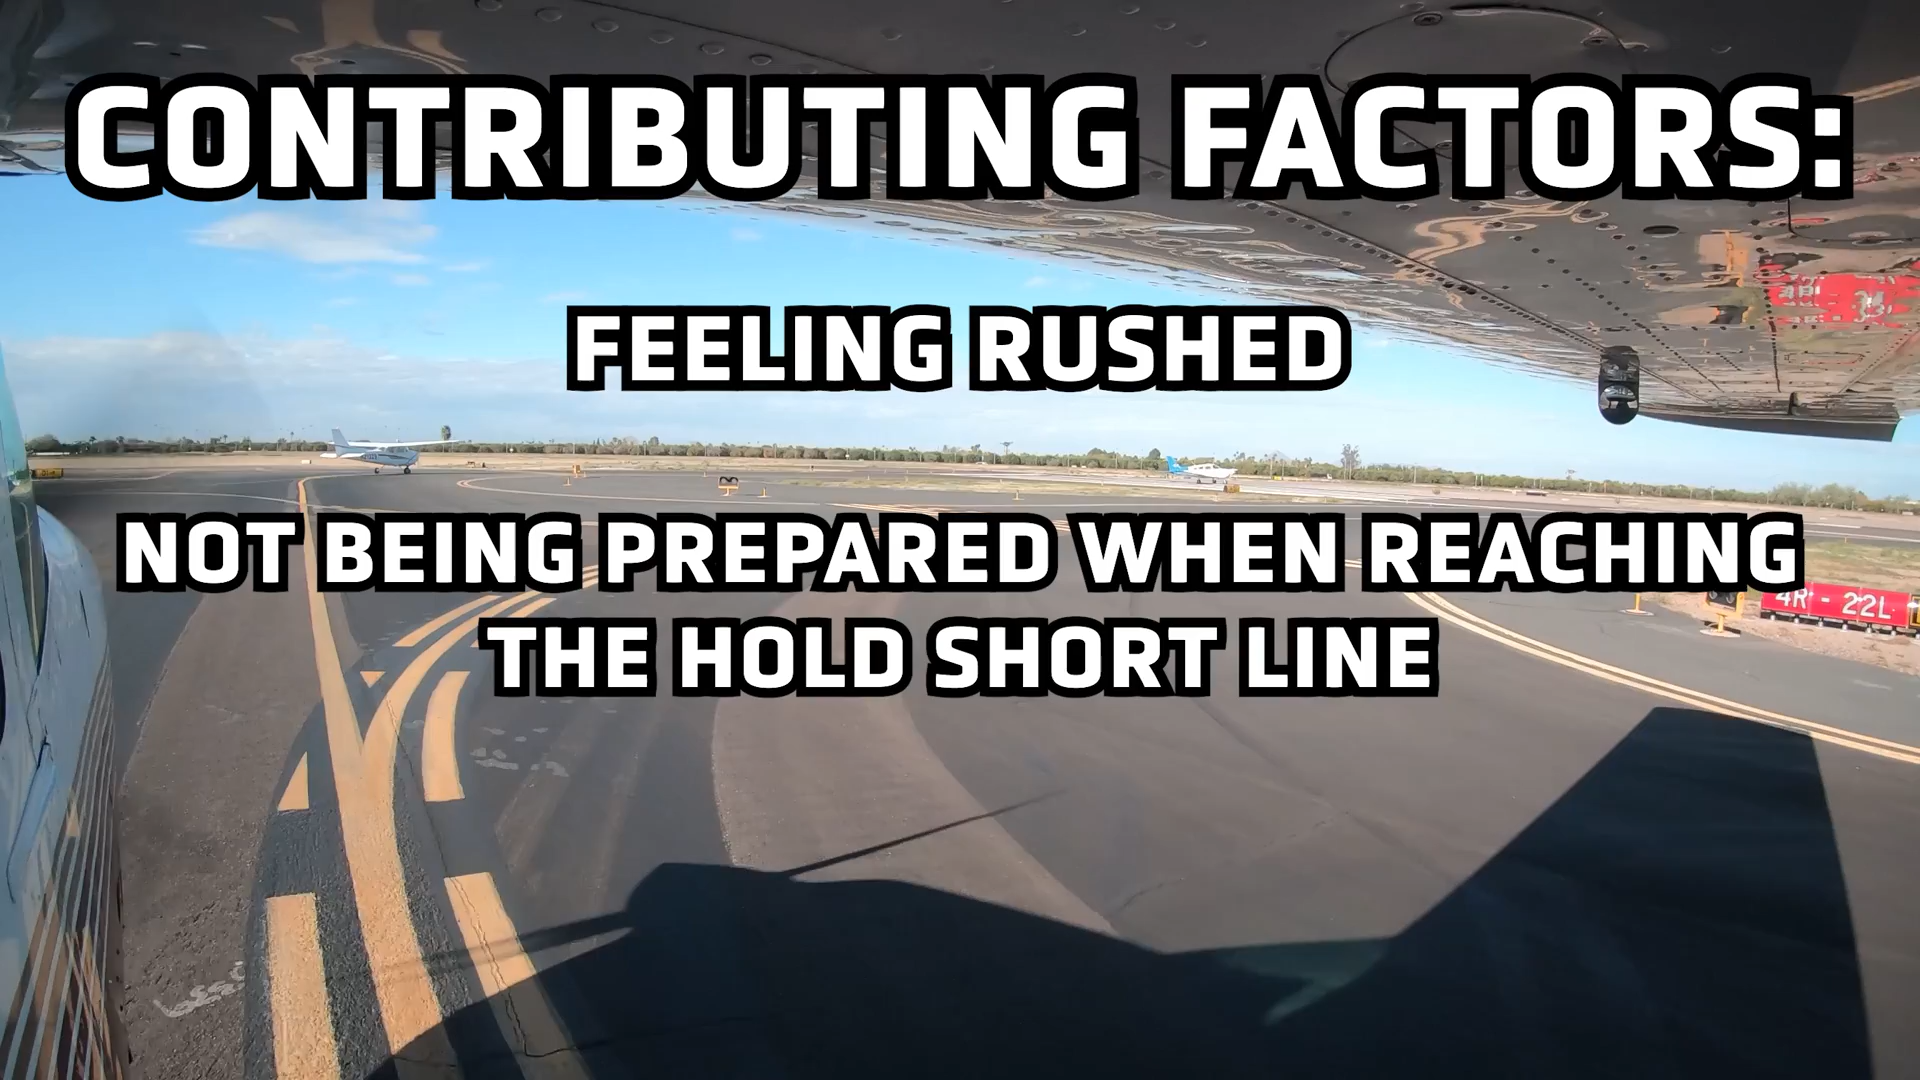 CONTRIBUTING FACTORS:
FEELING RUSHED
NOT BEING PREPARED WHEN REACHING
THE HOLD SHORT LINE
4R - 22L